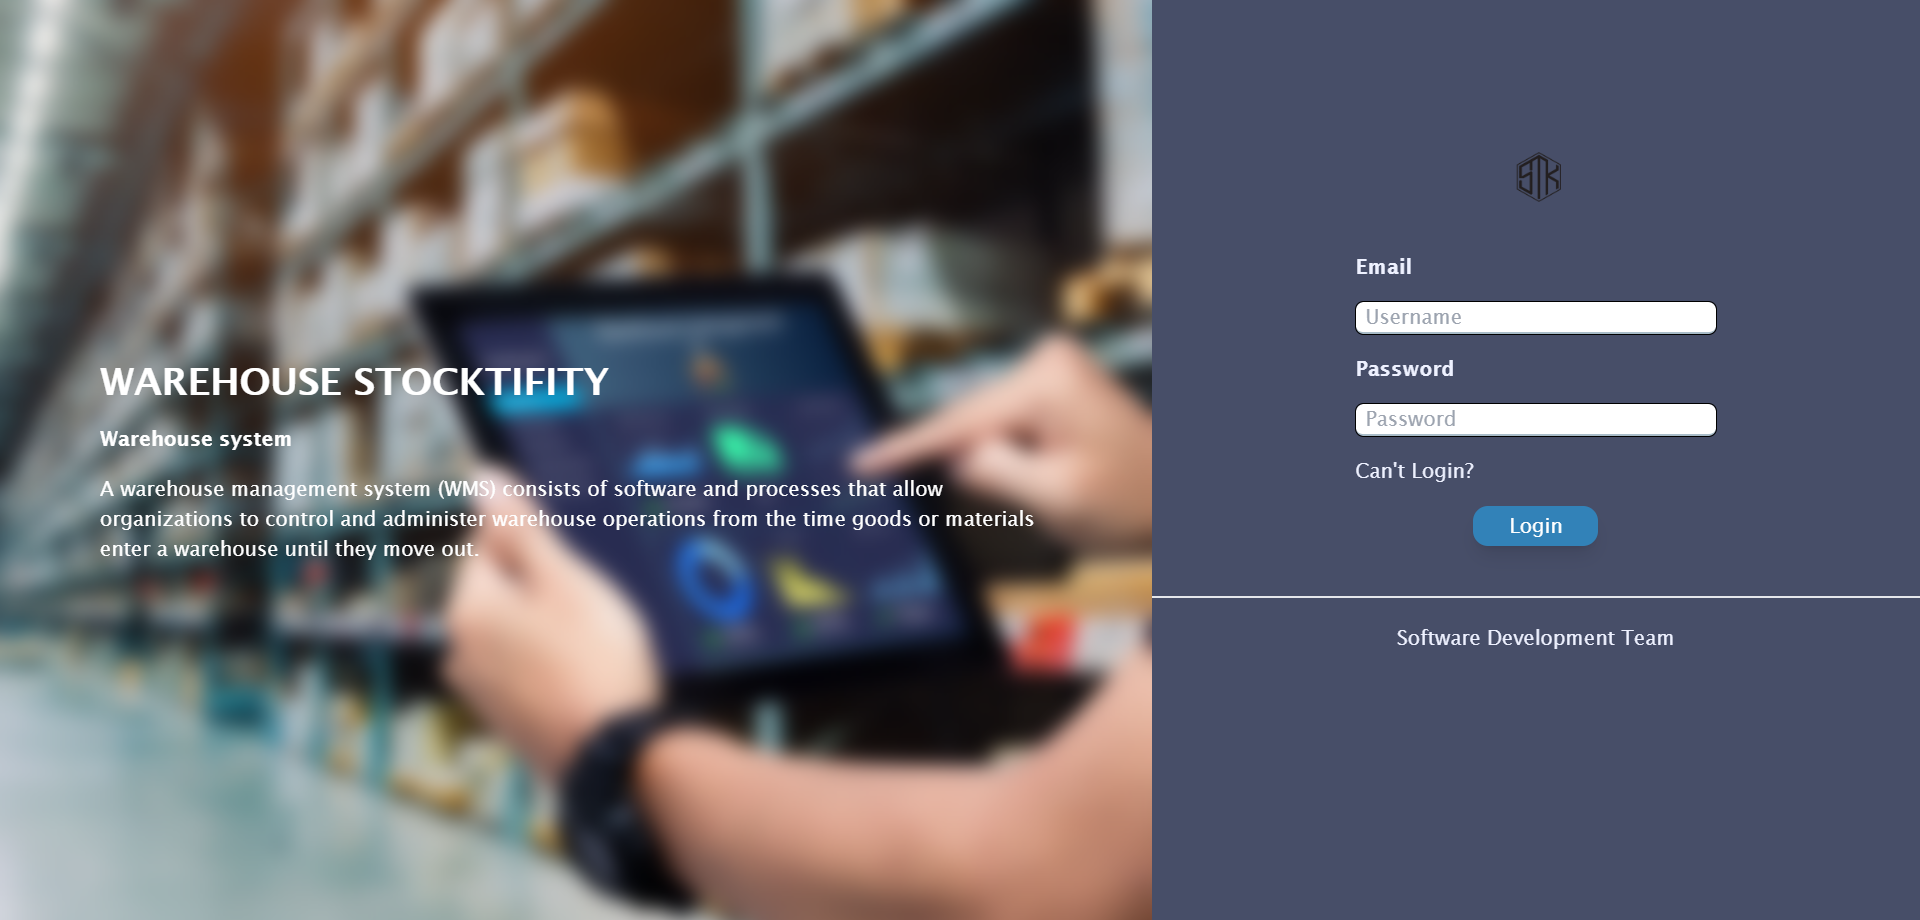 WAREHOUSE STOCKTIFITY
Warehouse system
A warehouse management system (WMS) consists of software and processes that allow
organizations to control and administer warehouse operations from the time goods or materials
enter a warehouse until they move out.
STK
Email
Username
Password
Password
Can't Login?
Login
Software Development Team